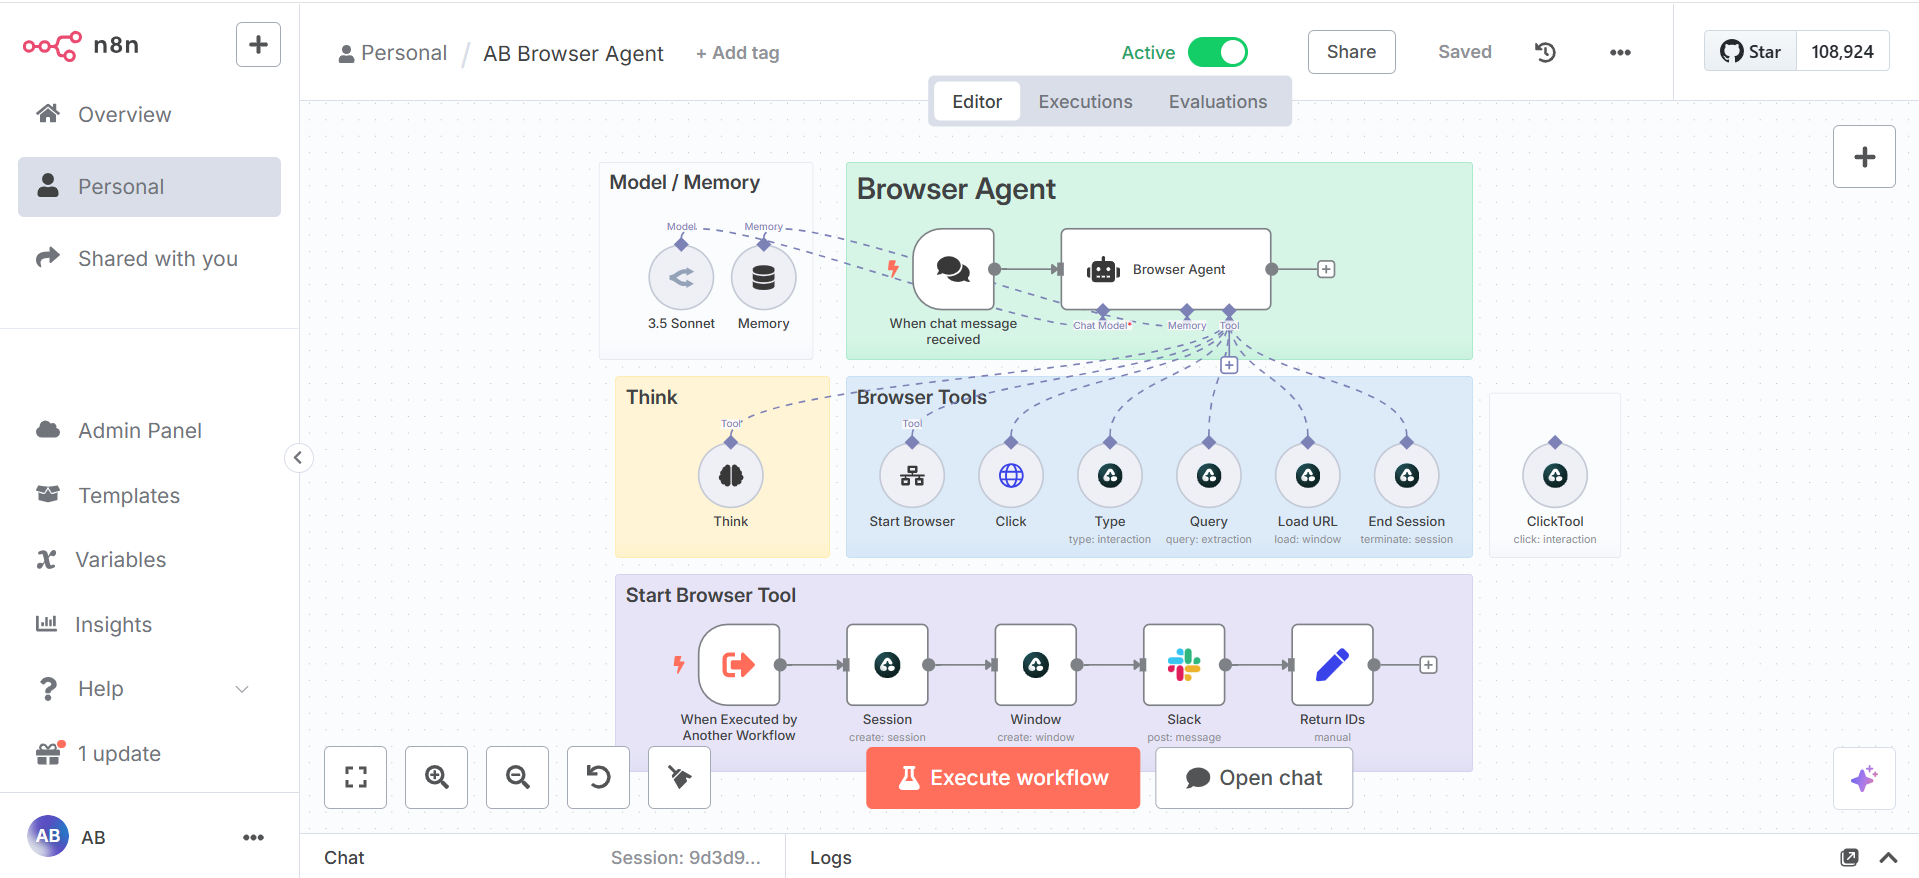 n8n
Overview
Personal
Shared with you
Admin Panel
Templates
Variables
Insights
Help
1 update
AB
AB
Personal / AB Browser Agent + Add tag
Active
Share
Saved
Star 108,924
Editor Executions Evaluations
Model / Memory
Model
Memory
3.5 Sonnet
Memory
Browser Agent
When chat message
received
Browser Agent
Chat Model*
Memory
Tool
Think
Tool
Think
Browser Tools
Tool
Start Browser
Click
Type
type: interaction
Query
query: extraction
Load URL
load: window
End Session
terminate: session
ClickTool
click: interaction
Start Browser Tool
When Executed by
Another Workflow
Session
create: session
Window
create: window
Slack
post: message
Return IDs
manual
Execute workflow
Open chat
Chat
Session: 9d3d9...
Logs